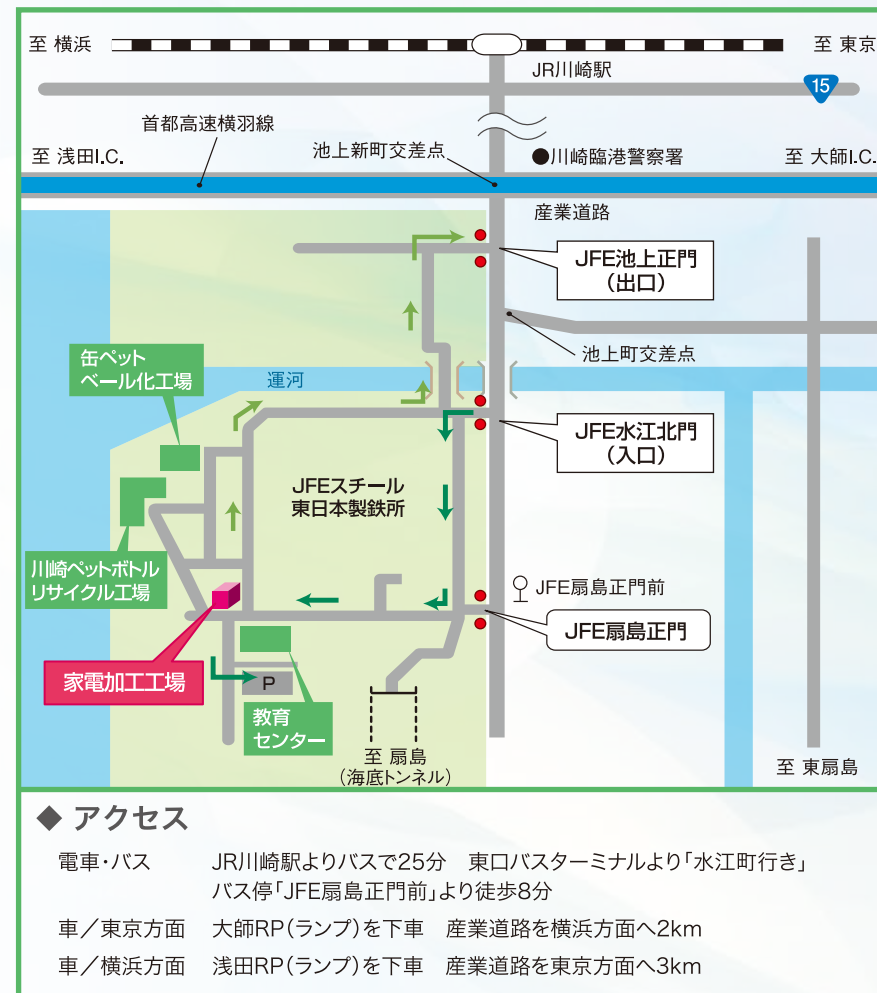 至 横浜
至 東京
JR川崎駅
15
首都高速横羽線
至 浅田I.C.
池上新町交差点
●川崎臨港警察署
至 大師I.C.
産業道路
JFE池上正門
(出口)
池上町交差点
缶ペット
ベール化工場
運河
JFE水江北門
(入口)
JFEスチール
東日本製鉄所
川崎ペットボトル
リサイクル工場
JFE扇島正門前
JFE扇島正門
家電加工工場
P
教育
センター
至 扇島
(海底トンネル)
至 東扇島
◆ アクセス
電車・バス JR川崎駅よりバスで25分 東口バスターミナルより「水江町行き」
バス停「JFE扇島正門前」より徒歩8分
車/東京方面 大師RP(ランプ)を下車 産業道路を横浜方面へ2km
車/横浜方面 浅田RP(ランプ)を下車 産業道路を東京方面へ3km